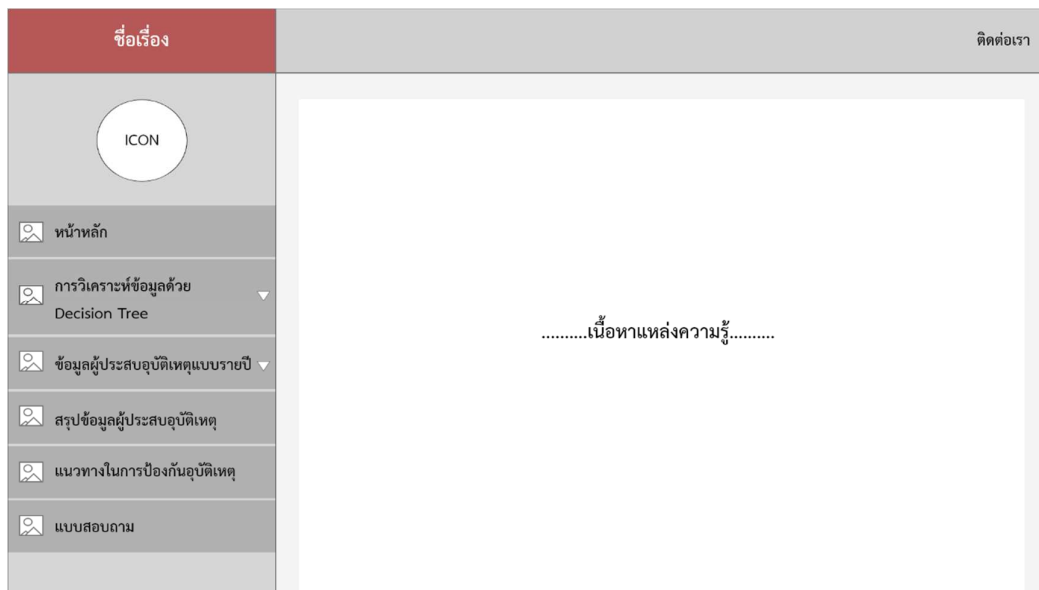 ชื่อเรื่อง
ติดต่อเรา
ICON
หน้าหลัก
การวิเคราะห์ข้อมูลด้วย
Decision Tree
ข้อมูลผู้ประสบอุบัติเหตุแบบรายปี
สรุปข้อมูลผู้ประสบอุบัติเหตุ
แนวทางในการป้องกันอุบัติเหตุ
แบบสอบถาม
..........เนื้อหาแหล่งความรู้..........